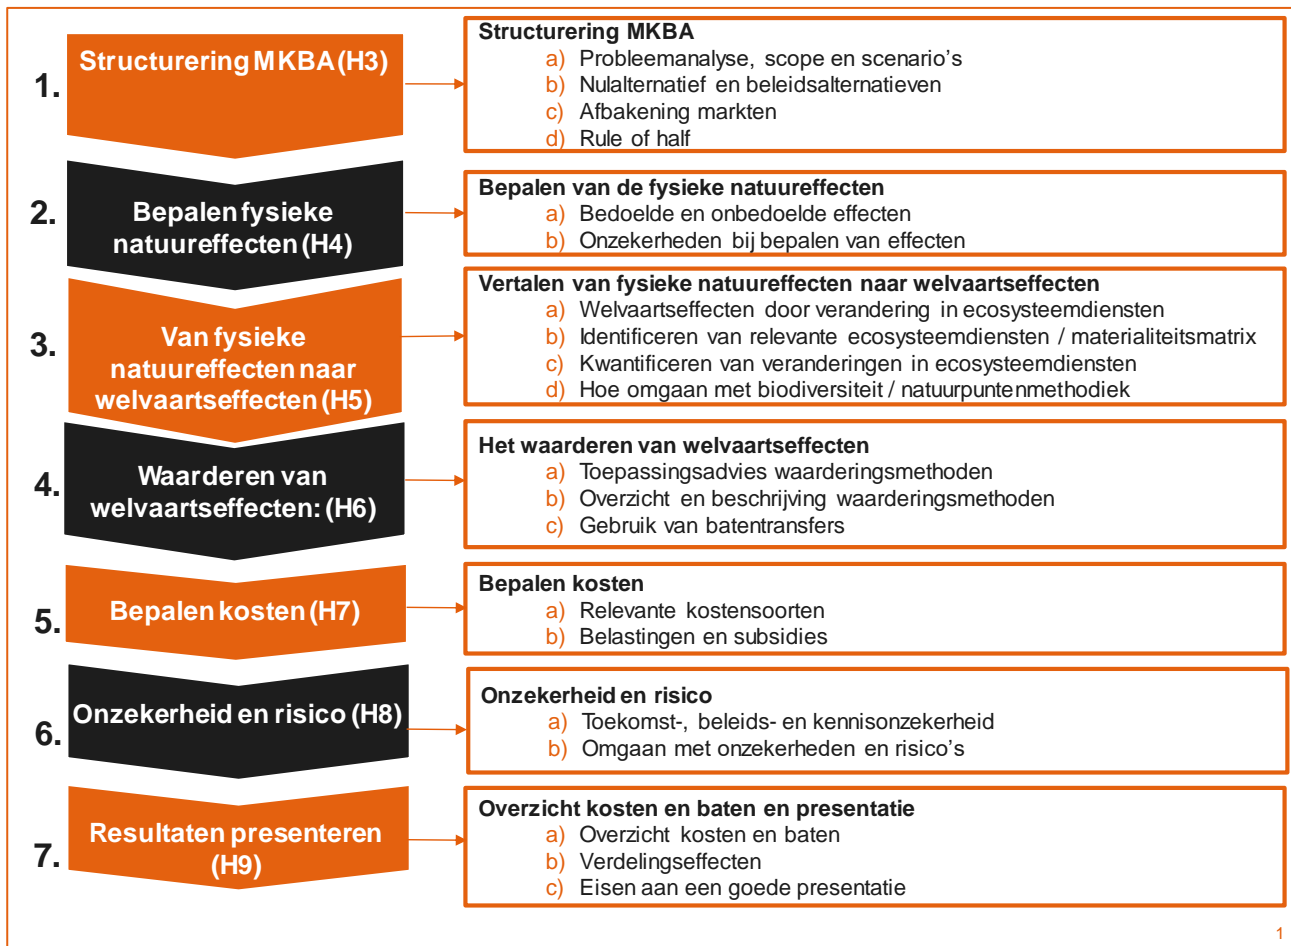 1.
Structurering MKBA (H3)
Structurering MKBA
a) Probleemanalyse, scope en scenario's
b) Nulalternatief en beleidsalternatieven
c) Afbakening markten
d) Rule of half
2.
Bepalen fysieke
natuureffecten (H4)
Bepalen van de fysieke natuureffecten
a) Bedoelde en onbedoelde effecten
b) Onzekerheden bij bepalen van effecten
3.
Van fysieke
natuureffecten naar
welvaartseffecten (H5)
Vertalen van fysieke natuureffecten naar welvaartseffecten
a) Welvaartseffecten door verandering in ecosysteemdiensten
b) Identificeren van relevante ecosysteemdiensten / materialiteitsmatrix
c) Kwantificeren van veranderingen in ecosysteemdiensten
d) Hoe omgaan met biodiversiteit / natuurpuntenmethodiek
4.
Waarderen van
welvaartseffecten: (H6)
Het waarderen van welvaartseffecten
a) Toepassingsadvies waarderingsmethoden
b) Overzicht en beschrijving waarderingsmethoden
c) Gebruik van batentransfers
5.
Bepalen kosten (H7)
Bepalen kosten
a) Relevante kostensoorten
b) Belastingen en subsidies
6.
Onzekerheid en risico (H8)
Onzekerheid en risico
a) Toekomst-, beleids- en kennisonzekerheid
b) Omgaan met onzekerheden en risico's
7.
Resultaten presenteren
(H9)
Overzicht kosten en baten en presentatie
a) Overzicht kosten en baten
b) Verdelingseffecten
c) Eisen aan een goede presentatie
1